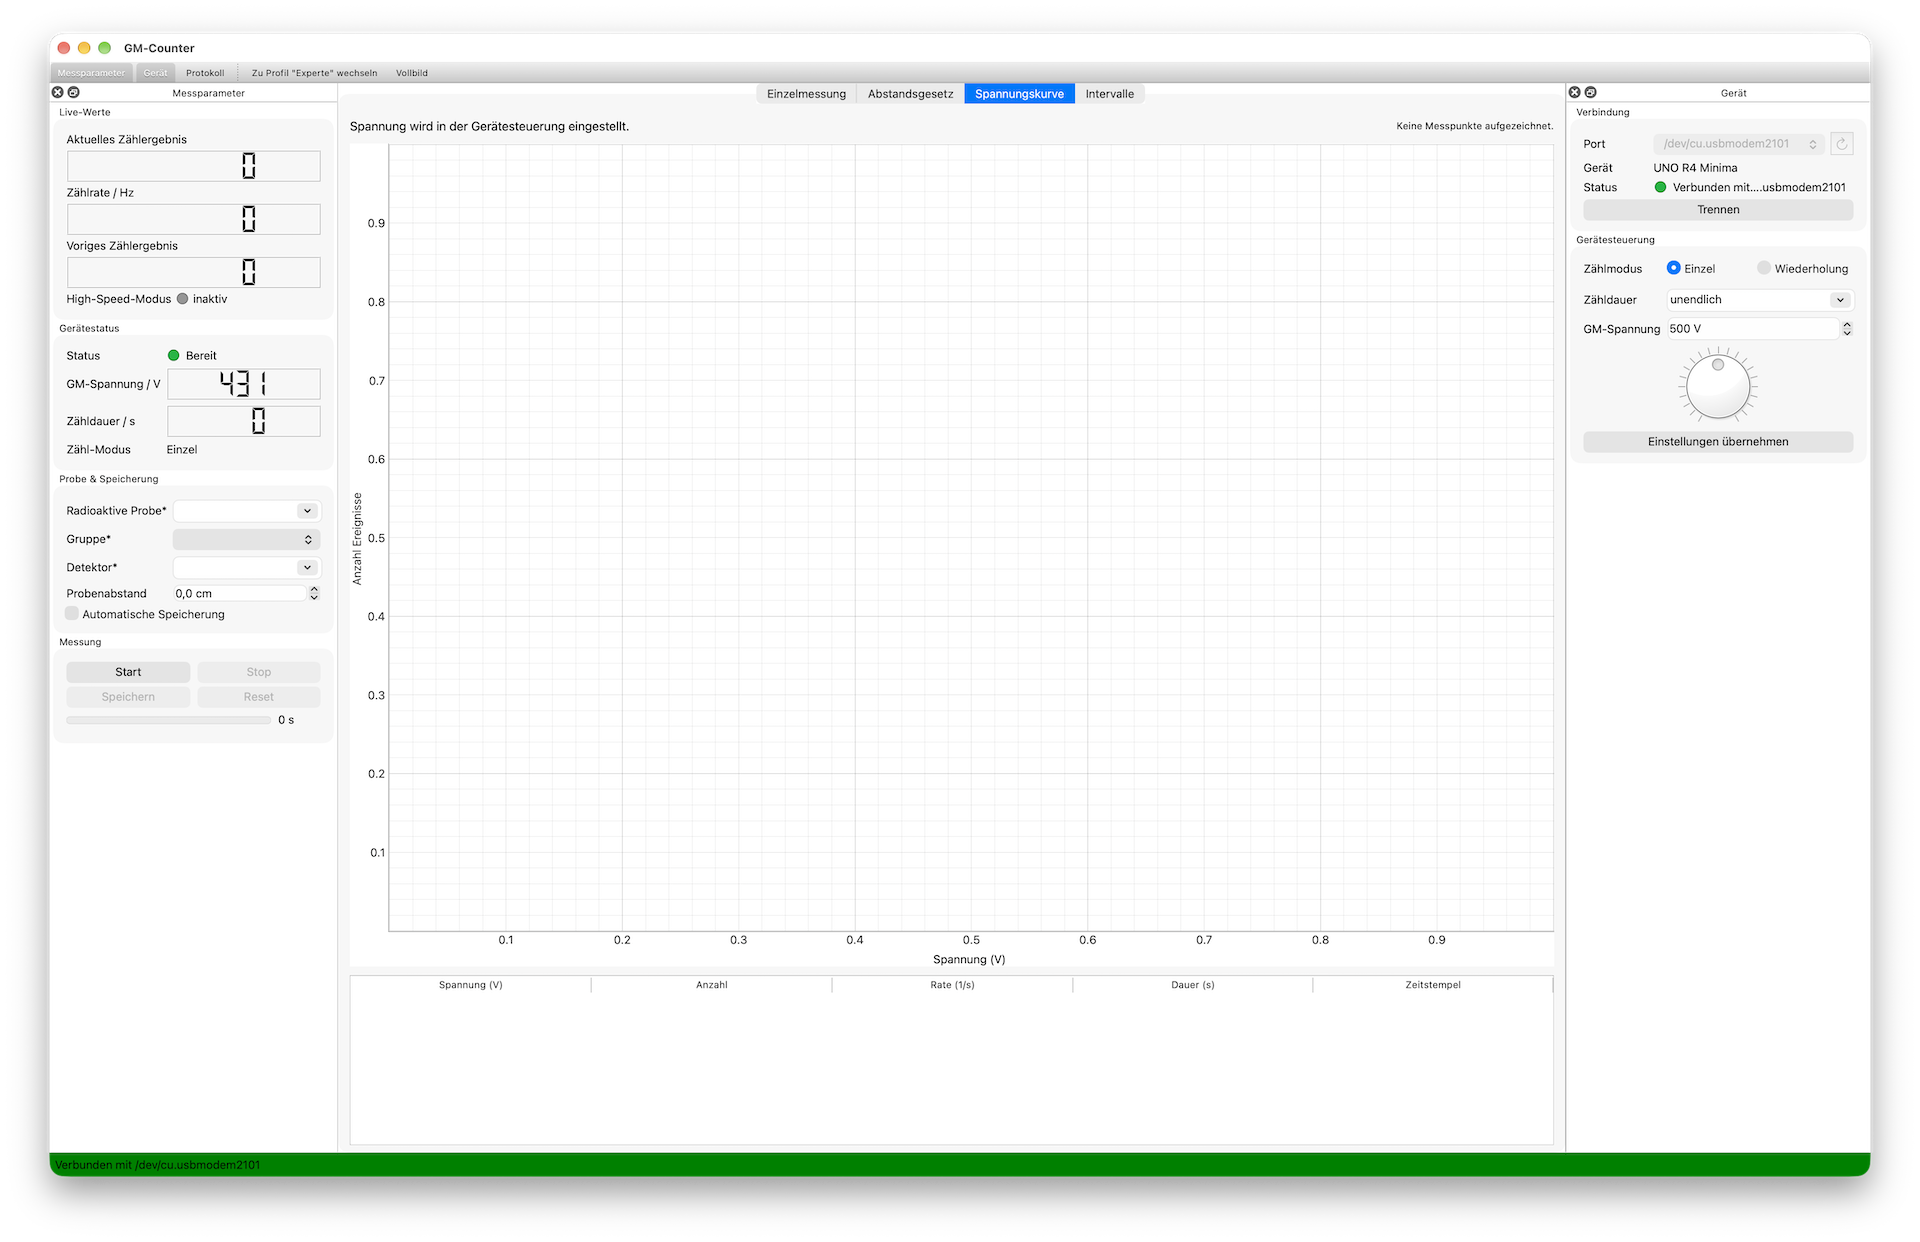 GM-Counter
Messparameter Gerät Protokoll Zu Profil "Experte" wechseln Vollbild
Messparameter
Live-Werte
Aktuelles Zählergebnis
0
Zählrate / Hz
0
Voriges Zählergebnis
0
High-Speed-Modus inaktiv
Gerätestatus
Status Bereit
GM-Spannung / V 431
Zähldauer / s 0
Zähl-Modus Einzel
Probe & Speicherung
Radioaktive Probe*
Gruppe*
Detektor*
Probenabstand 0,0 cm
Automatische Speicherung
Messung
Start Stop
Speichern Reset
0 s
Einzelmessung Abstandsgesetz Spannungskurve Intervalle
Spannung wird in der Gerätesteuerung eingestellt. Keine Messpunkte aufgezeichnet.
Anzahl Ereignisse
0.9
0.8
0.7
0.6
0.5
0.4
0.3
0.2
0.1
0.1 0.2 0.3 0.4 0.5 0.6 0.7 0.8 0.9
Spannung (V)
Spannung (V) Anzahl Rate (1/s) Dauer (s) Zeitstempel
Gerät
Verbindung
Port /dev/cu.usbmodem2101
Gerät UNO R4 Minima
Status Verbunden mit....usbmodem2101
Trennen
Gerätesteuerung
Zählmodus Einzel Wiederholung
Zähldauer unendlich
GM-Spannung 500 V
Einstellungen übernehmen
Verbunden mit /dev/cu.usbmodem2101